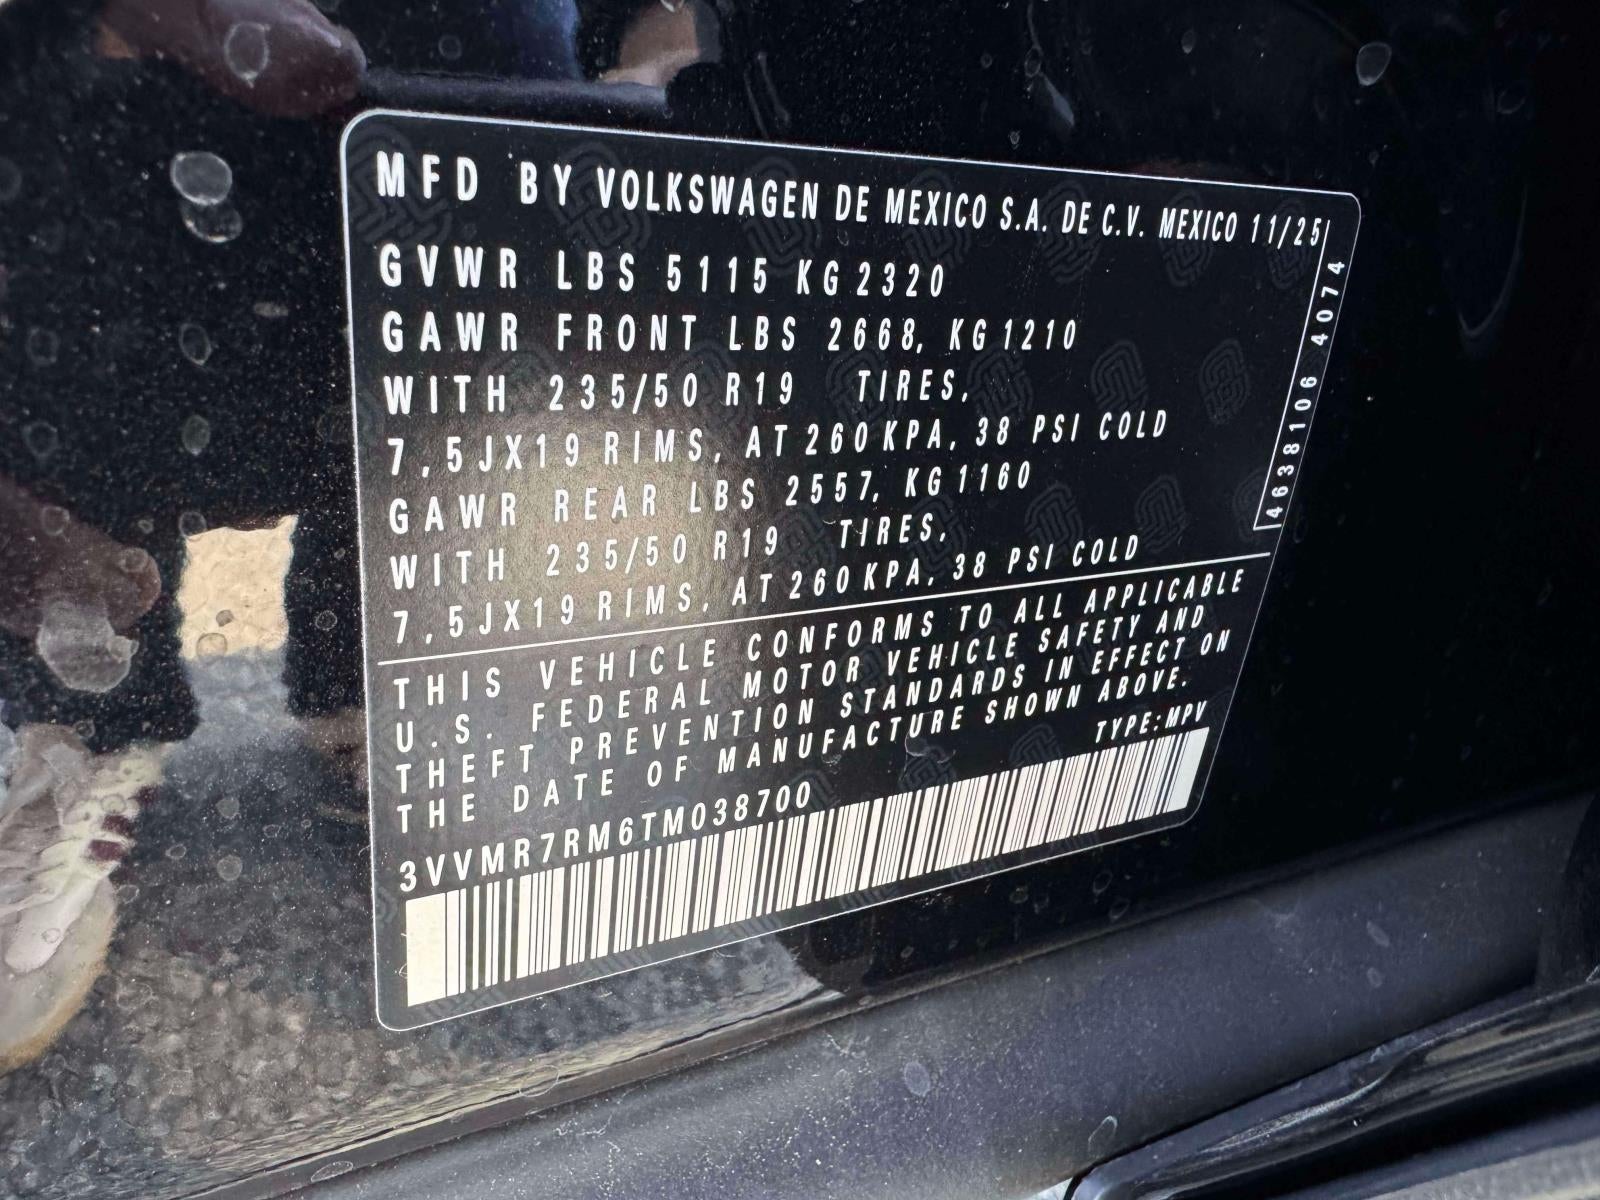 MFD BY VOLKSWAGEN DE MEXICO S.A. DE C.V. MEXICO 11/25
GVWR LBS 5115 KG 2320
GAWR FRONT LBS 2668, KG 1210
WITH 235/50 R19 TIRES,
7,5JX19 RIMS, AT 260 KPA, 38 PSI COLD
GAWR REAR LBS 2557, KG 1160
WITH 235/50 R19 TIRES,
7,5JX19 RIMS, AT 260 KPA, 38 PSI COLD
4638106 4074
THIS VEHICLE CONFORMS TO ALL APPLICABLE
U.S. FEDERAL MOTOR VEHICLE SAFETY AND
THEFT PREVENTION STANDARDS IN EFFECT ON
THE DATE OF MANUFACTURE SHOWN ABOVE.
TYPE:MPV
3VVMR7RM6TM038700